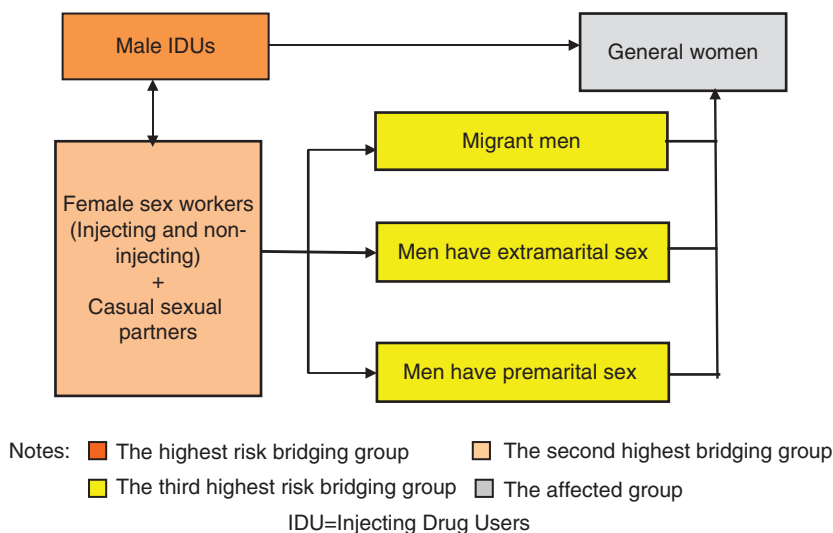 Male IDUs
General women
Female sex workers
(Injecting and non-
injecting)
+
Casual sexual
partners
Migrant men
Men have extramarital sex
Men have premarital sex
Notes: The highest risk bridging group The second highest bridging group
The third highest risk bridging group The affected group
IDU=Injecting Drug Users